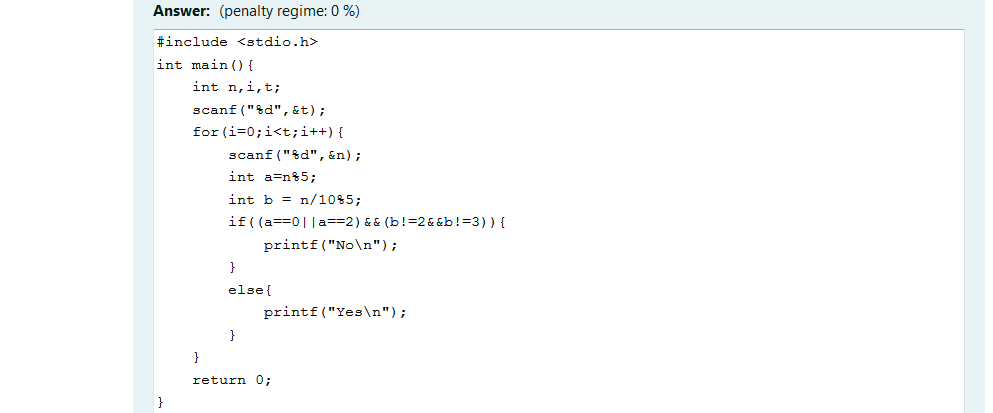 Answer: (penalty regime: 0 %)
#include <stdio.h>
int main(){
    int n,i,t;
    scanf("%d",&t);
    for(i=0;i<t;i++){
        scanf("%d",&n);
        int a=n%5;
        int b = n/10%5;
        if((a==0||a==2)&&(b!=2&&b!=3)){
            printf("No\n");
        }
        else{
            printf("Yes\n");
        }
    }
    return 0;
}